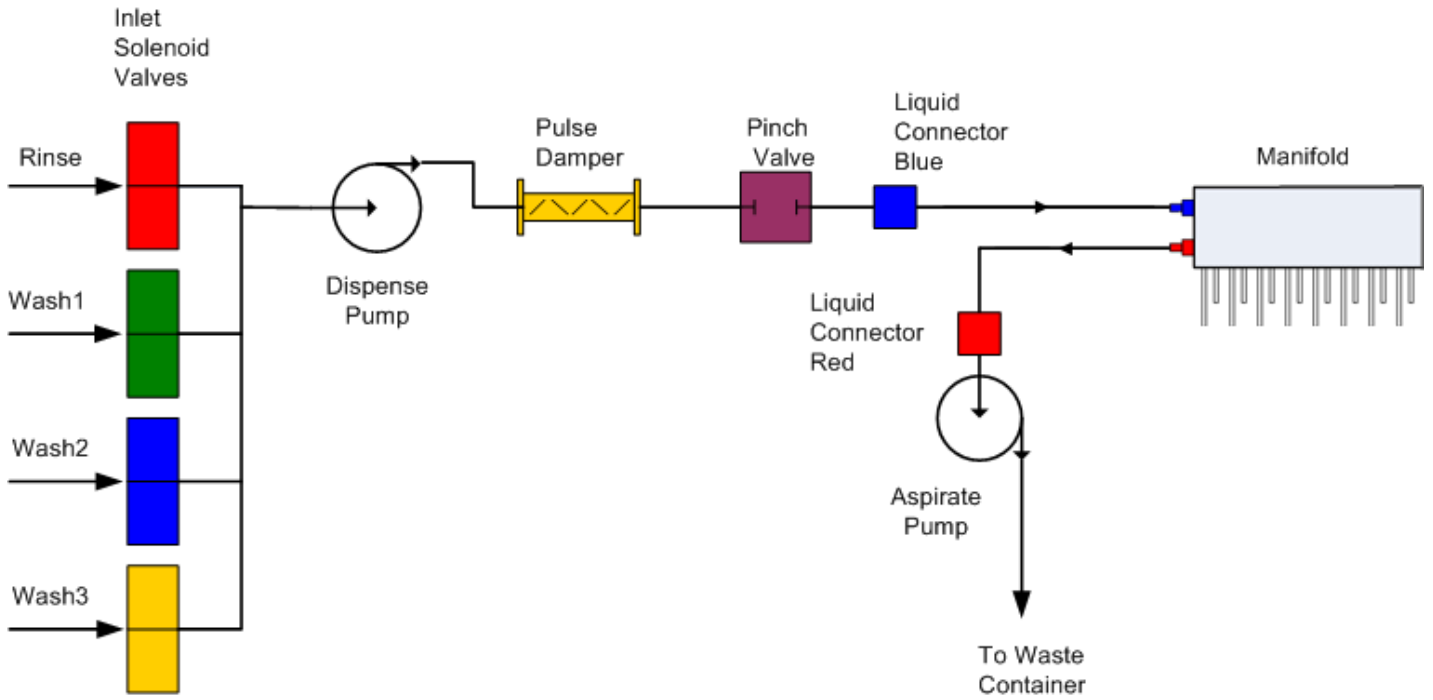 Inlet
Solenoid
Valves
Rinse
Wash1
Wash2
Wash3
Dispense
Pump
Pulse
Damper
Pinch
Valve
Liquid
Connector
Blue
Manifold
Liquid
Connector
Red
Aspirate
Pump
To Waste
Container